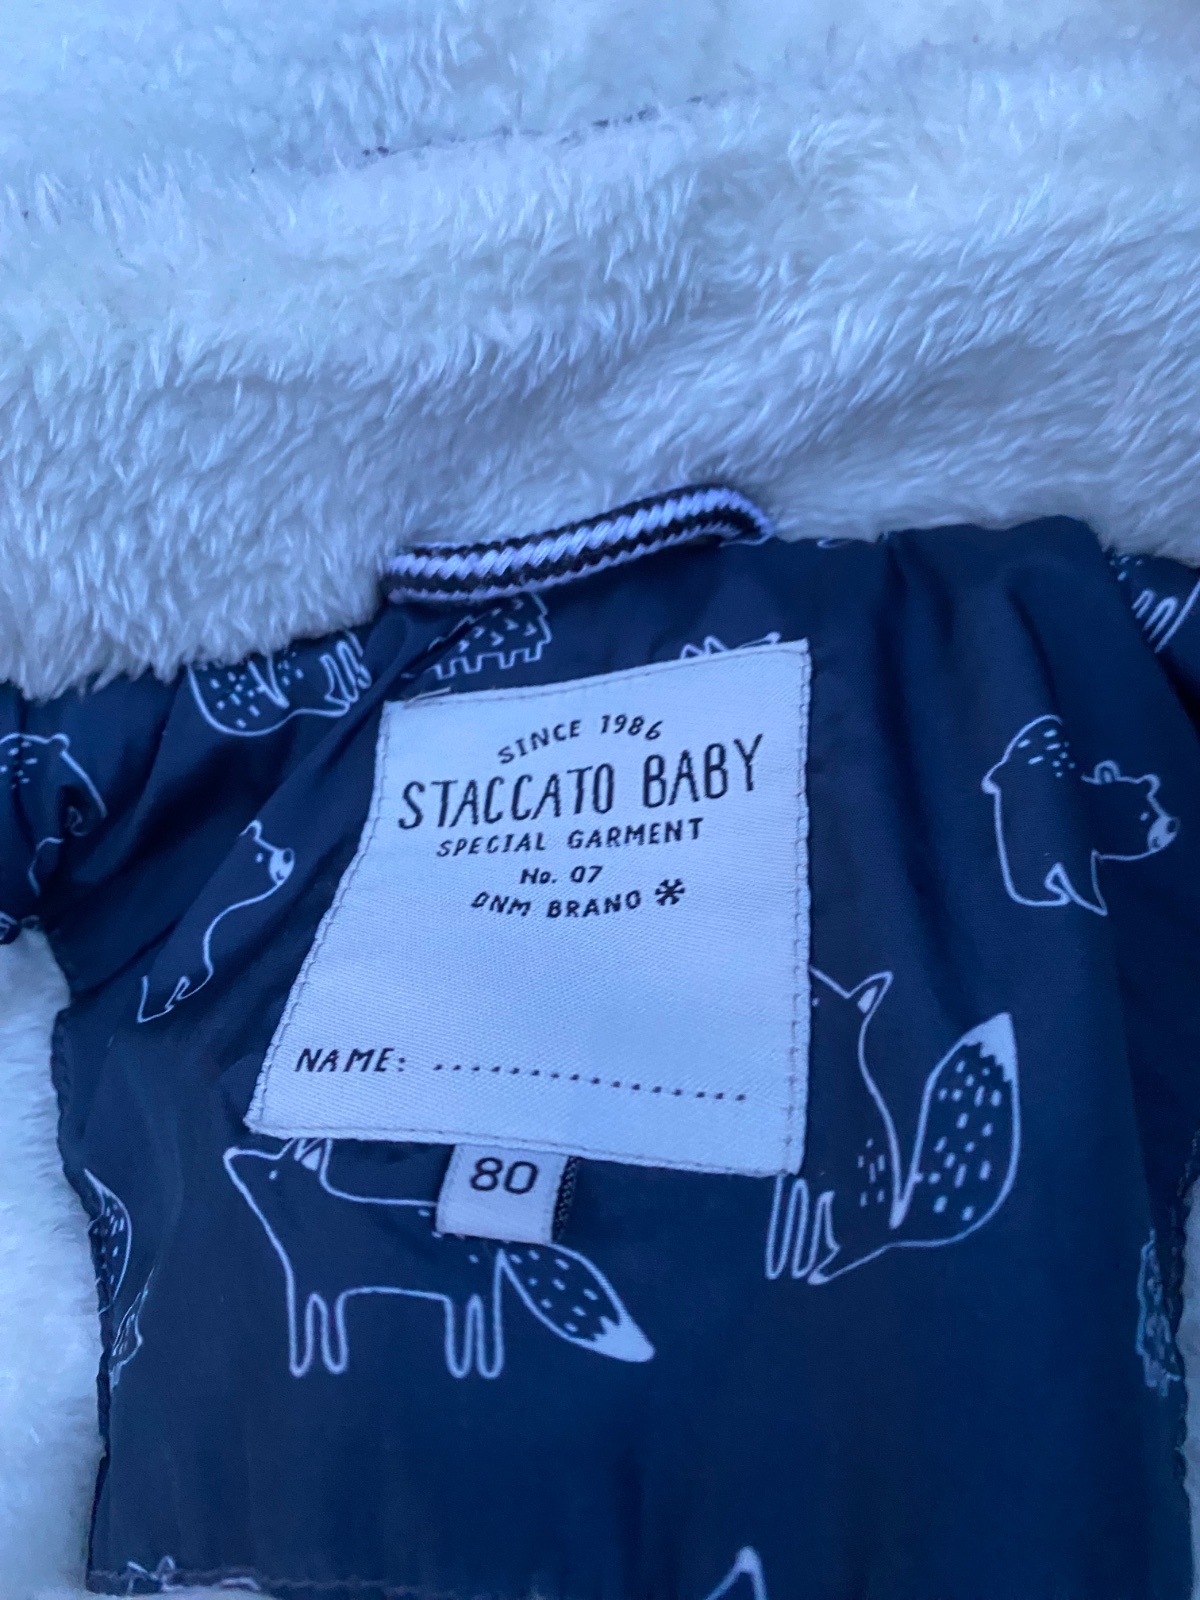 SINCE 1986
STACCATO BABY
SPECIAL GARMENT
No. 07
DNM BRAND
NAME: ................
80